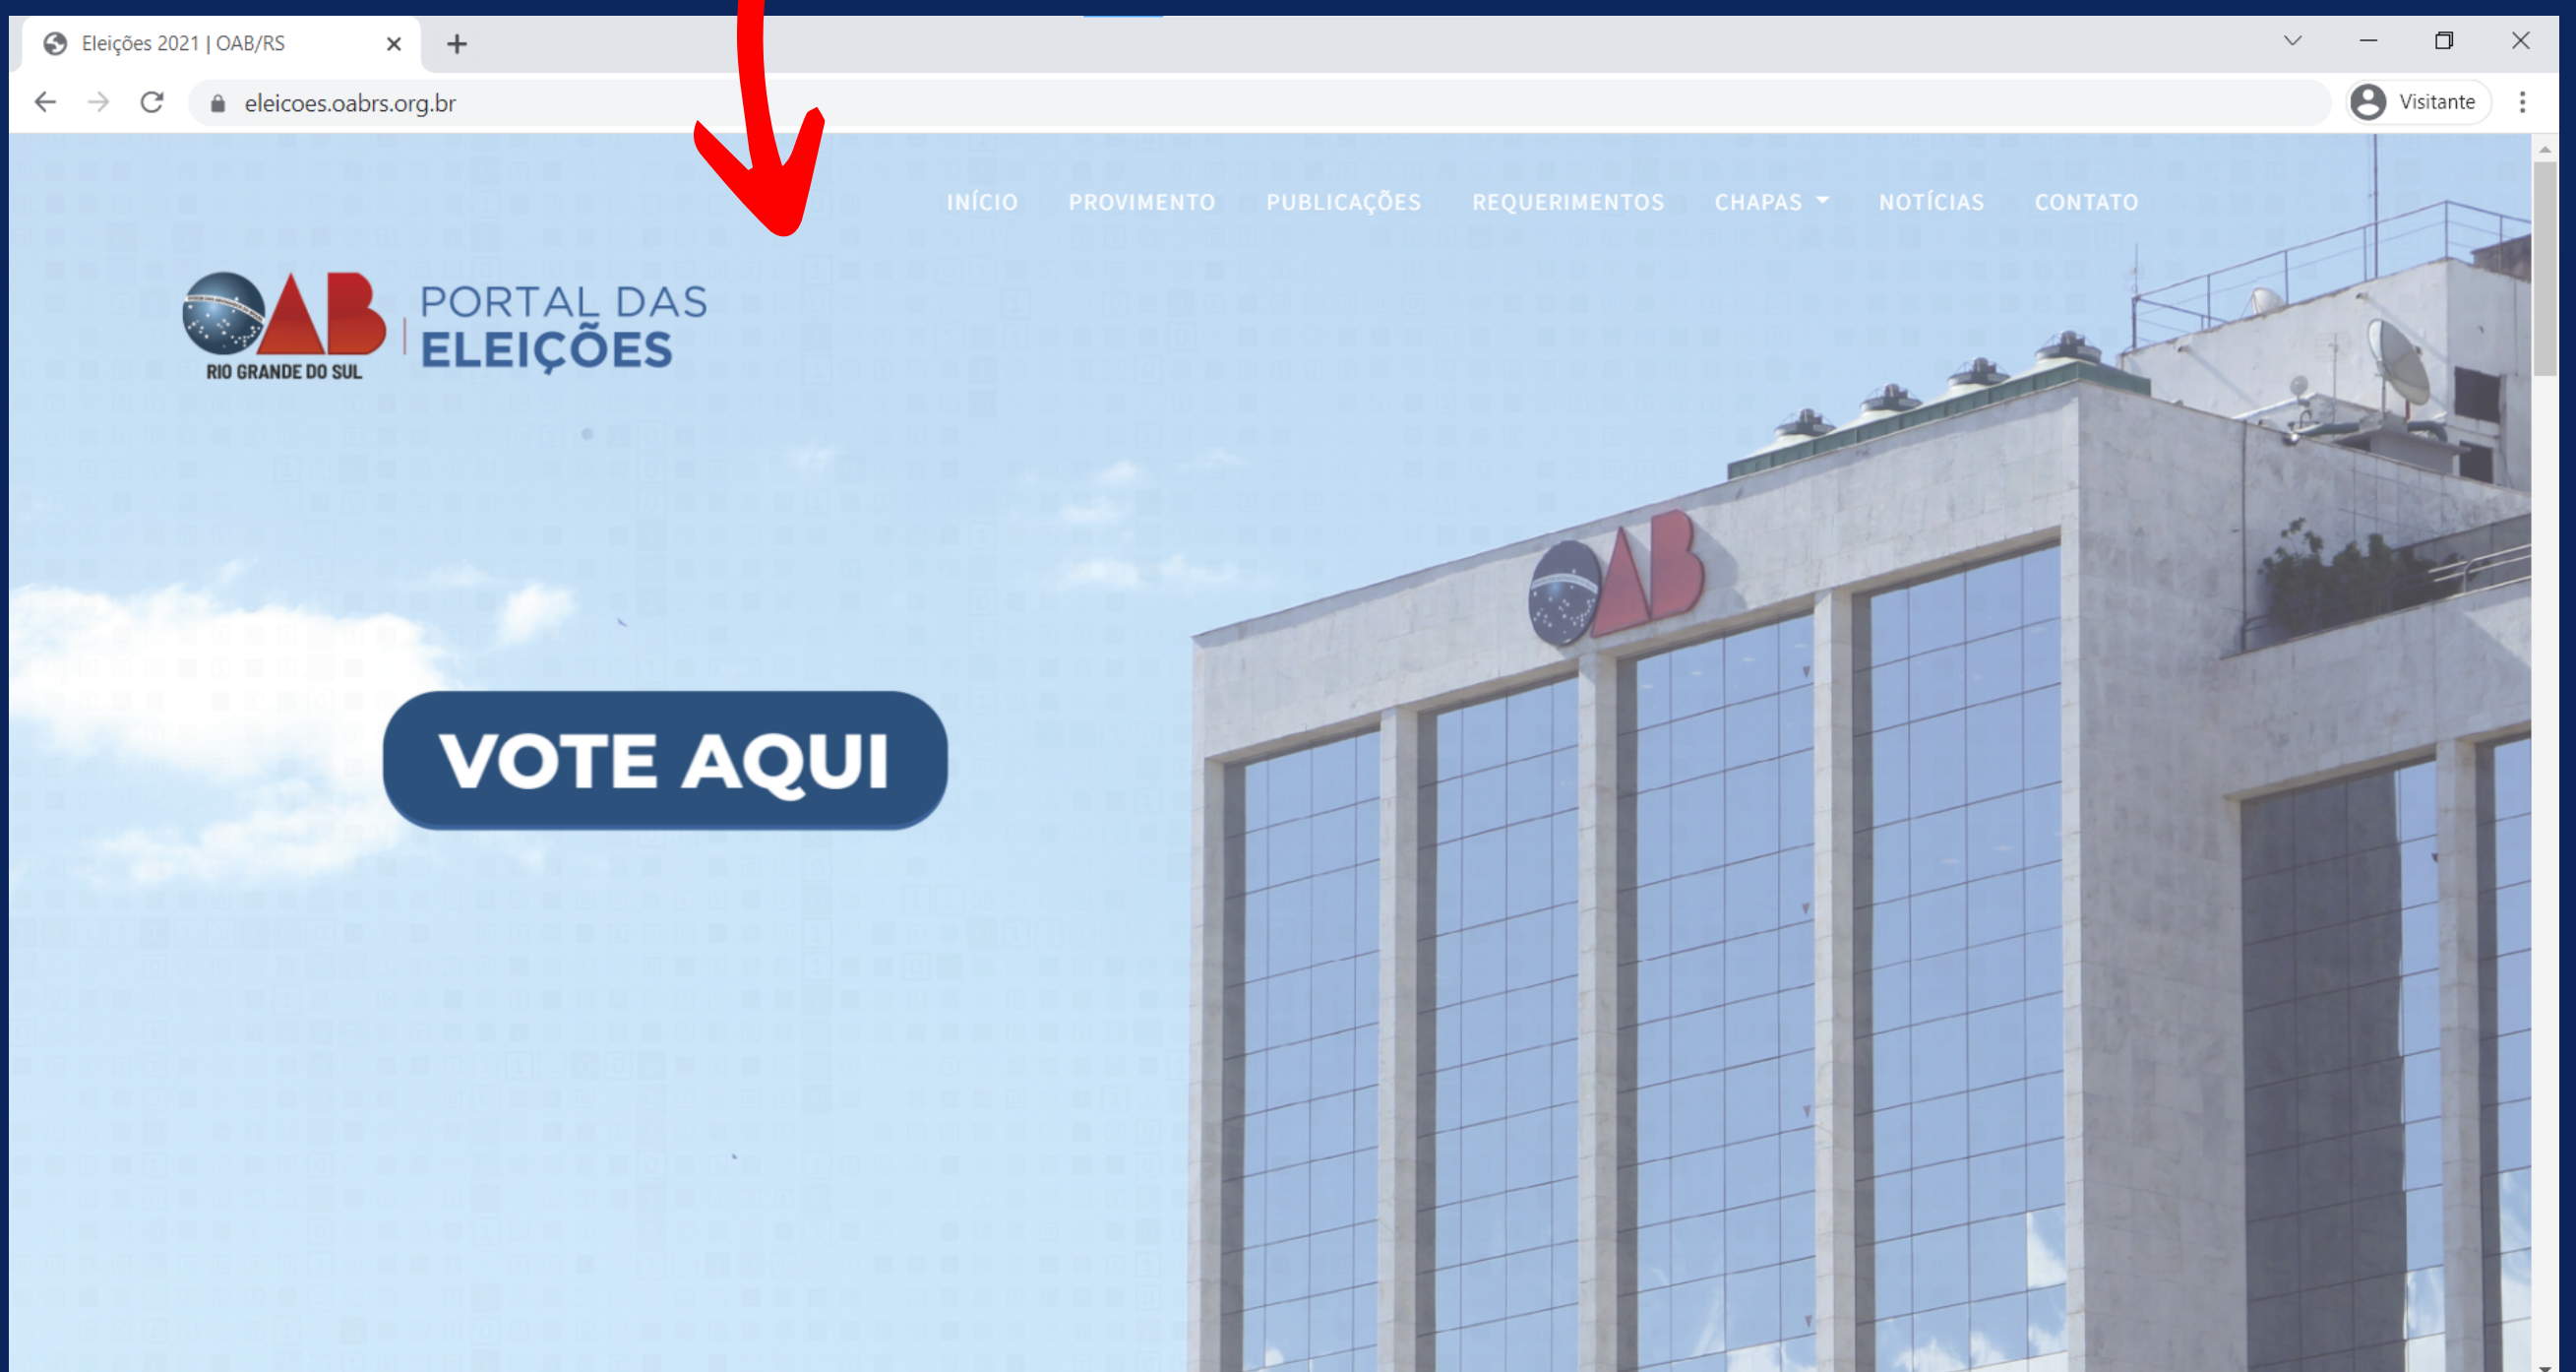 Eleições 2021 | OAB/RS
eleicoes.oabrs.org.br
Visitante
INÍCIO PROVIMENTO PUBLICAÇÕES REQUERIMENTOS CHAPAS NOTÍCIAS CONTATO
OAB
RIO GRANDE DO SUL
PORTAL DAS
ELEIÇÕES
OAB
VOTE AQUI